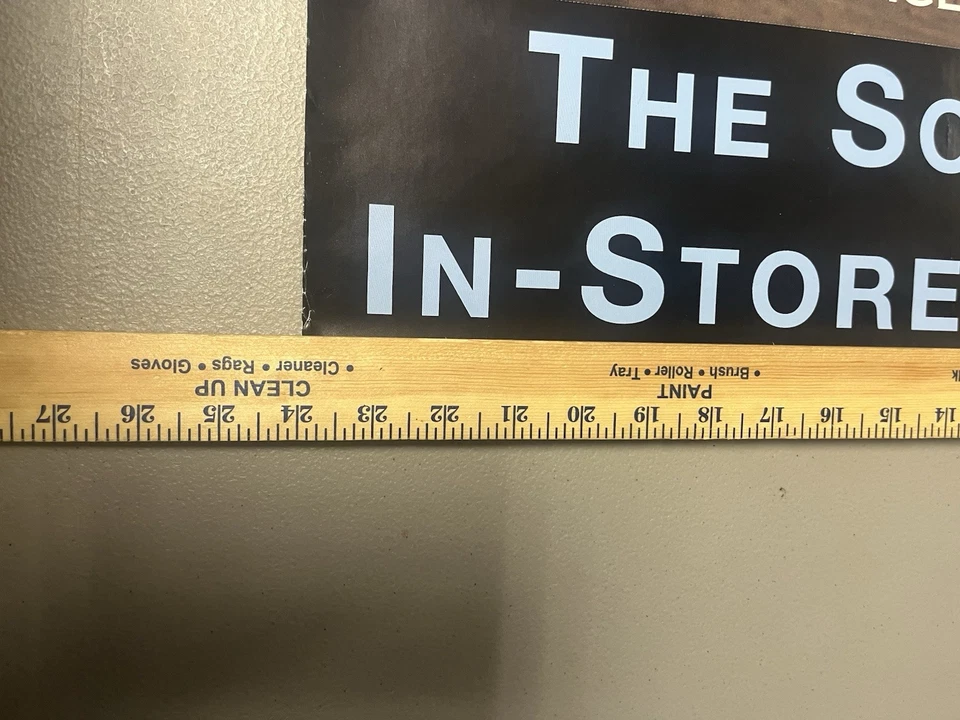 THE
IN-STORE
• Cleaner • Rags • Gloves
CLEAN UP
• Brush • Roller • Tray
PAINT
27 26 25 24 23 22 21 20 19 18 17 16 15 14